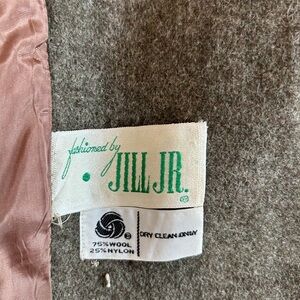 fashioned by
JILL JR.
®
®
75% WOOL
25% NYLON
DRY CLEAN ONLY